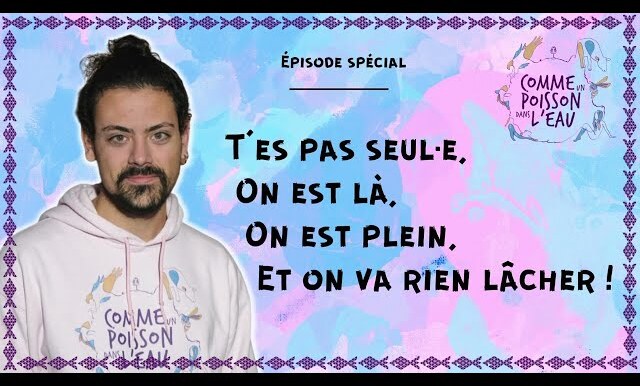 ÉPISODE SPÉCIAL
COMME UN
POISSON
DANS L'EAU
T'ES PAS SEUL·E,
ON EST LÀ,
ON EST PLEIN,
ET ON VA RIEN LÂCHER !
COMME UN
POISSON
DANS L'EAU